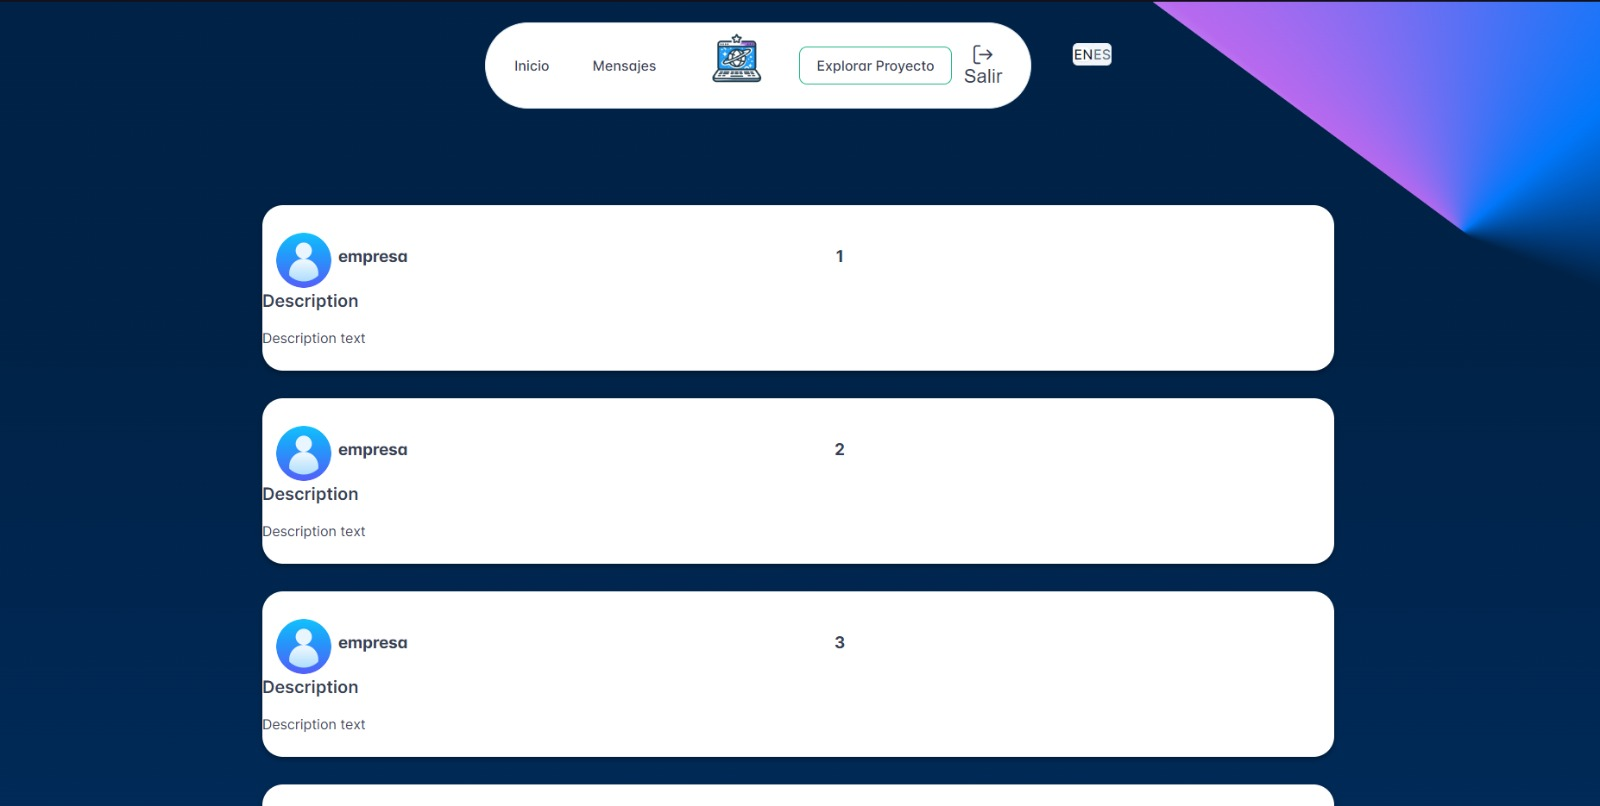 Inicio Mensajes Explorar Proyecto Salir ENES
empresa 1
Description
Description text
empresa 2
Description
Description text
empresa 3
Description
Description text